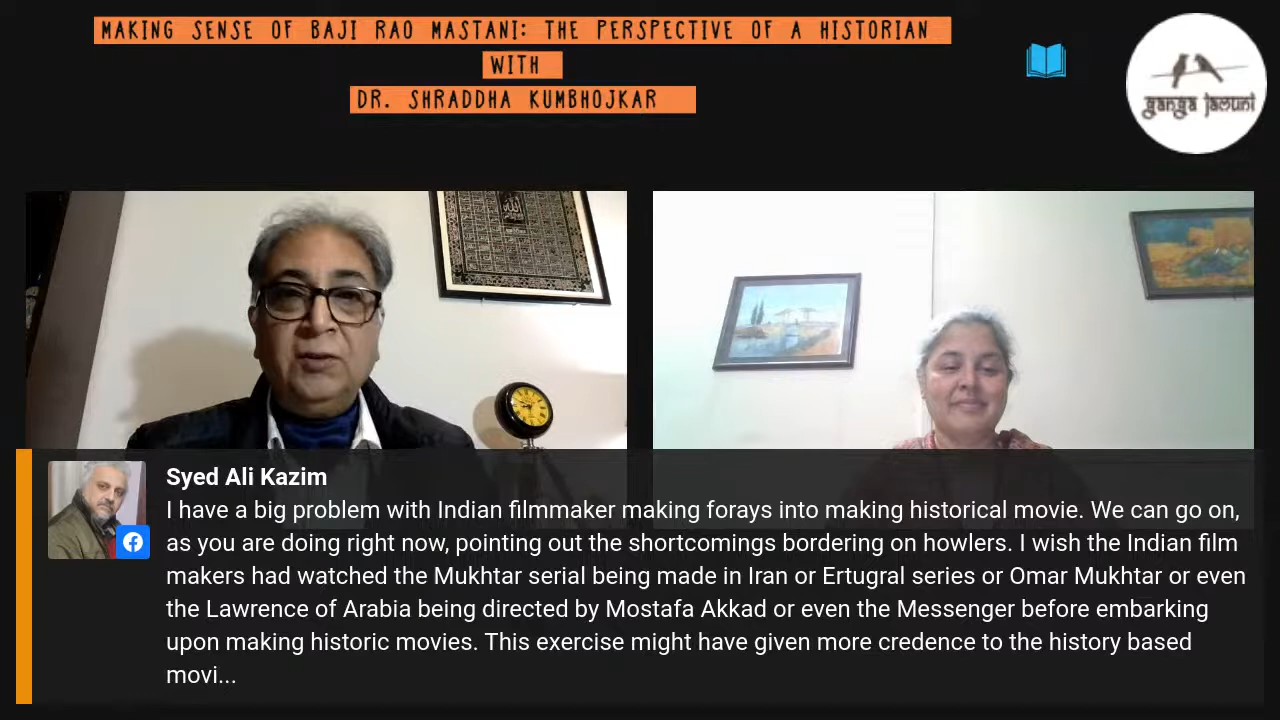 MAKING SENSE OF BAJI RAO MASTANI: THE PERSPECTIVE OF A HISTORIAN
WITH
DR. SHRADDHA KUMBHOJKAR
ganga jamuni
Syed Ali Kazim
I have a big problem with Indian filmmaker making forays into making historical movie. We can go on,
as you are doing right now, pointing out the shortcomings bordering on howlers. I wish the Indian film
makers had watched the Mukhtar serial being made in Iran or Ertugral series or Omar Mukhtar or even
the Lawrence of Arabia being directed by Mostafa Akkad or even the Messenger before embarking
upon making historic movies. This exercise might have given more credence to the history based
movi...